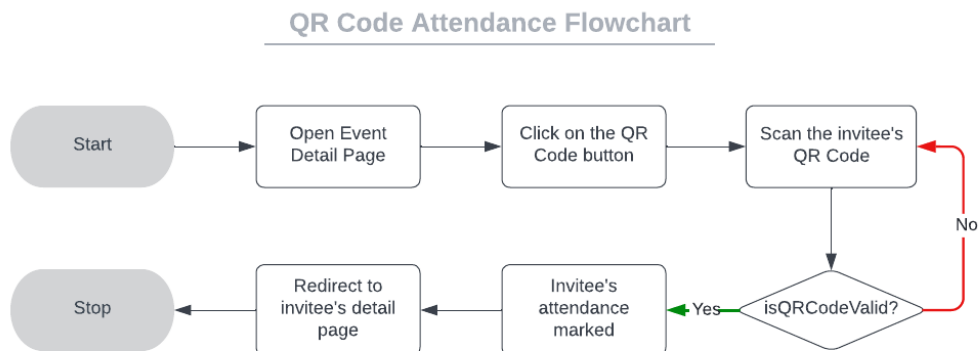 QR Code Attendance Flowchart
Start
Open Event
Detail Page
Click on the QR
Code button
Scan the invitee's
QR Code
No
isQRCodeValid?
Yes
Invitee's
attendance
marked
Redirect to
invitee's detail
page
Stop